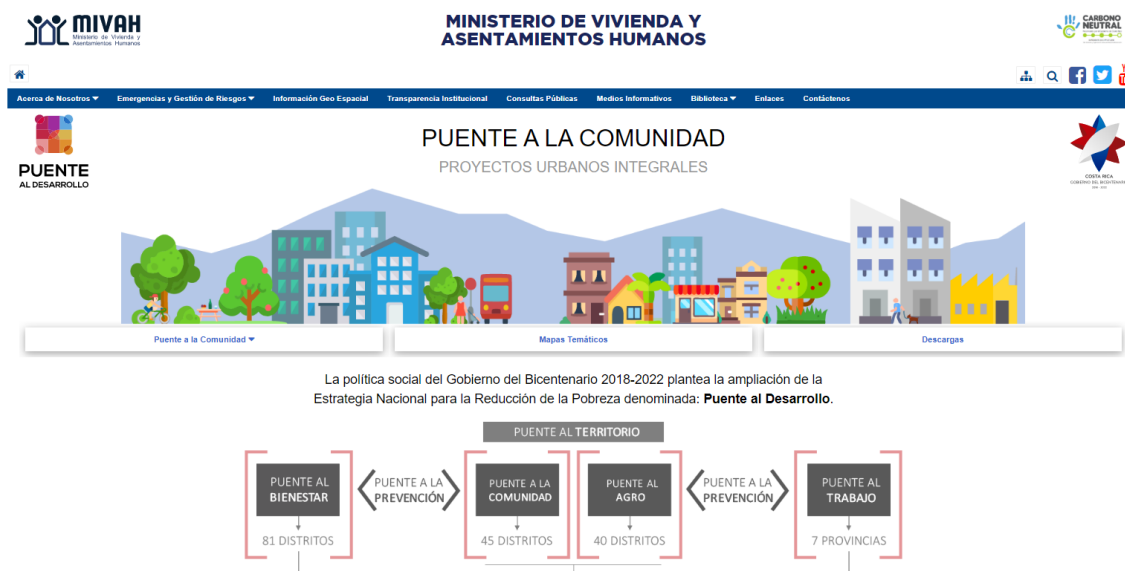 MIVAH
Ministerio de Vivienda y
Asentamientos Humanos
MINISTERIO DE VIVIENDA Y
ASENTAMIENTOS HUMANOS
CARBONO
NEUTRAL
Acerca de Nosotros
Emergencias y Gestión de Riesgos
Información Geo Espacial
Transparencia Institucional
Consultas Públicas
Medios Informativos
Biblioteca
Enlaces
Contáctenos
PUENTE
AL DESARROLLO
PUENTE A LA COMUNIDAD
PROYECTOS URBANOS INTEGRALES
COSTA RICA
GOBIERNO DEL BICENTENARIO
Puente a la Comunidad
Mapas Temáticos
Descargas
La política social del Gobierno del Bicentenario 2018-2022 plantea la ampliación de la
Estrategia Nacional para la Reducción de la Pobreza denominada: Puente al Desarrollo.
PUENTE AL TERRITORIO
PUENTE AL
BIENESTAR
81 DISTRITOS
PUENTE A LA
PREVENCIÓN
PUENTE A LA
COMUNIDAD
45 DISTRITOS
PUENTE AL
AGRO
40 DISTRITOS
PUENTE A LA
PREVENCIÓN
PUENTE AL
TRABAJO
7 PROVINCIAS